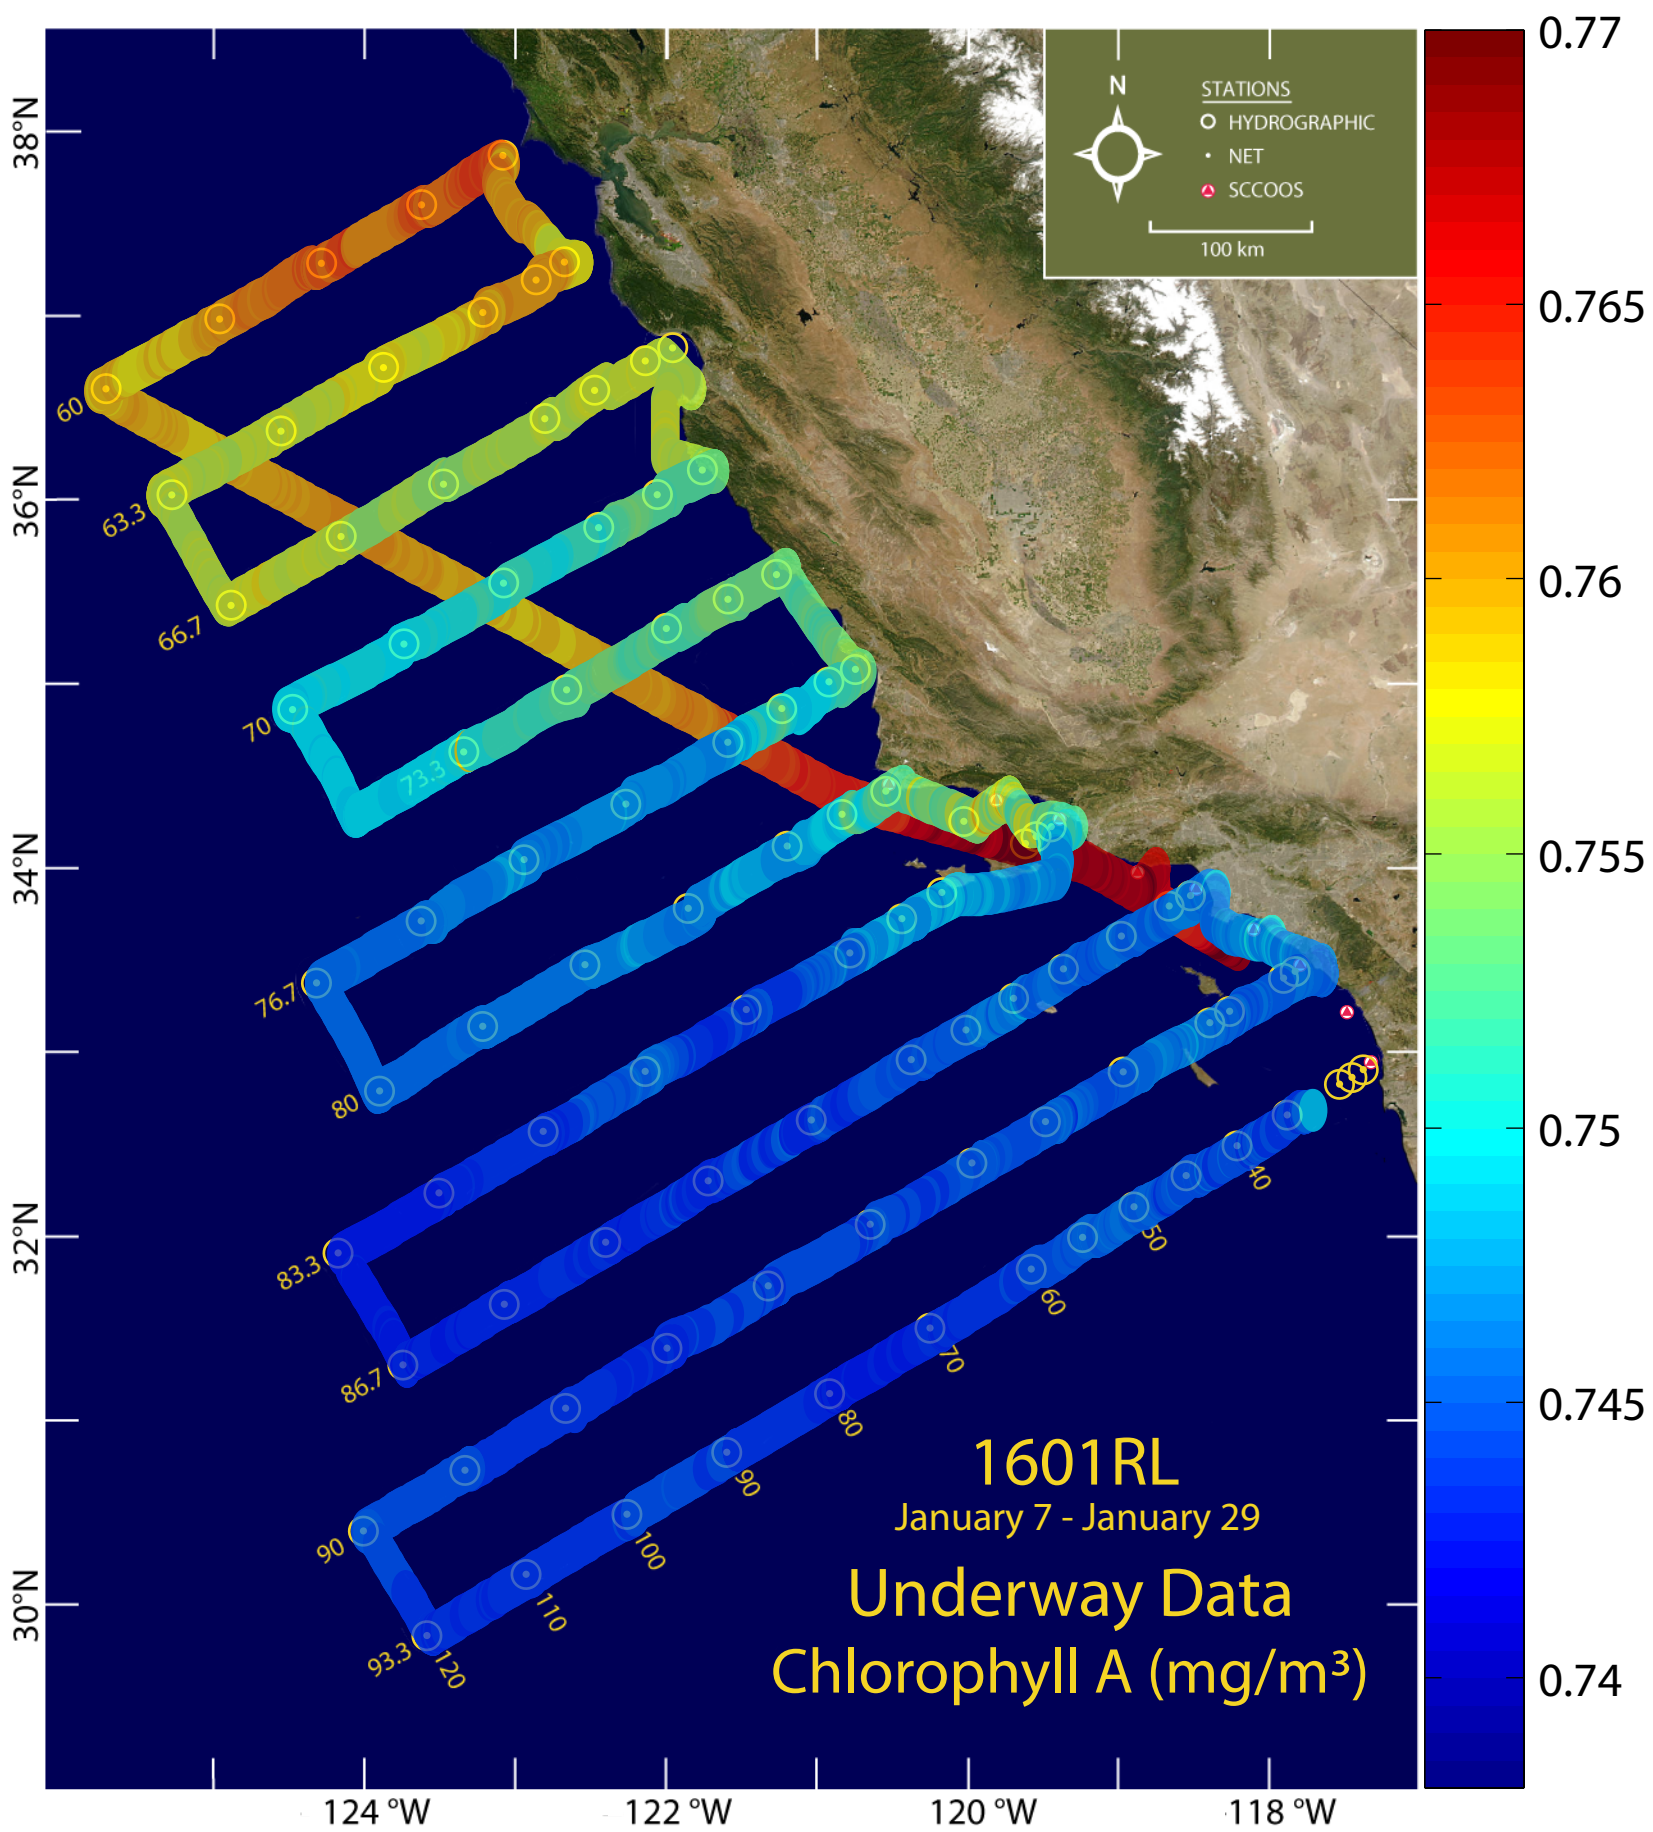 0.77
N
STATIONS
HYDROGRAPHIC
NET
SCCOOS
100 km
38°N
0.765
60
36°N
63.3
0.76
66.7
70
73.3
34°N
0.755
76.7
80
0.75
40
32°N
50
83.3
60
70
86.7
80
0.745
90
1601RL
January 7 - January 29
100
90
Underway Data
30°N
110
93.3
120
Chlorophyll A (mg/m³)
0.74
124 °W
122 °W
120 °W
118 °W